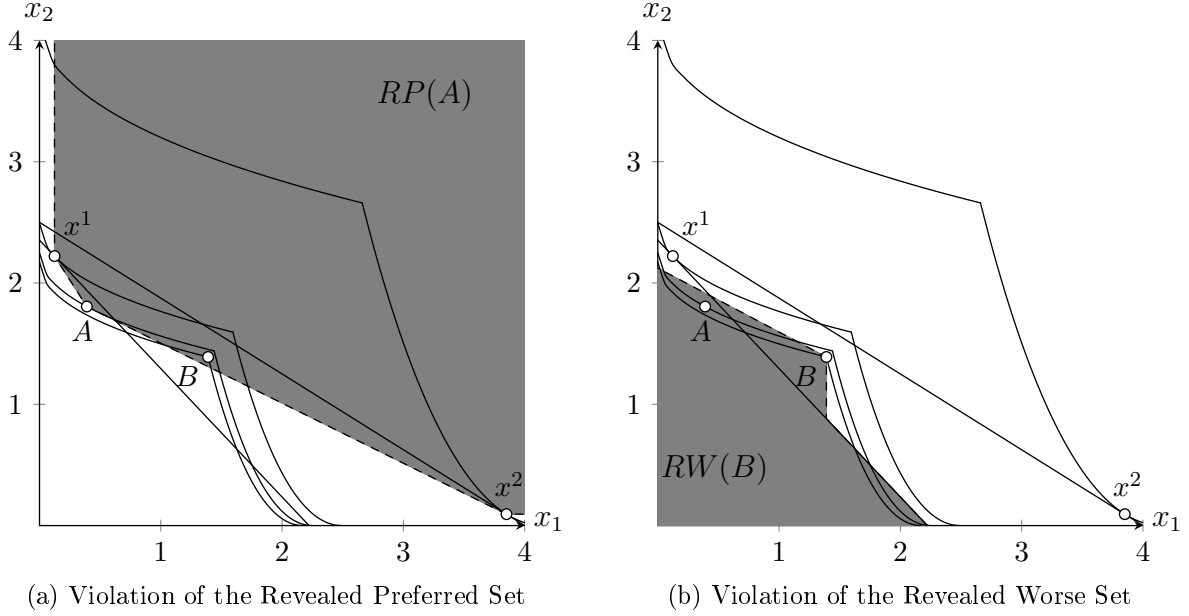 x₂
4
3
2
1
RP(A)
x¹
A
B
x²
x₁
1
2
3
4
(a) Violation of the Revealed Preferred Set
x₂
4
3
2
1
x¹
A
B
RW(B)
x²
x₁
1
2
3
4
(b) Violation of the Revealed Worse Set